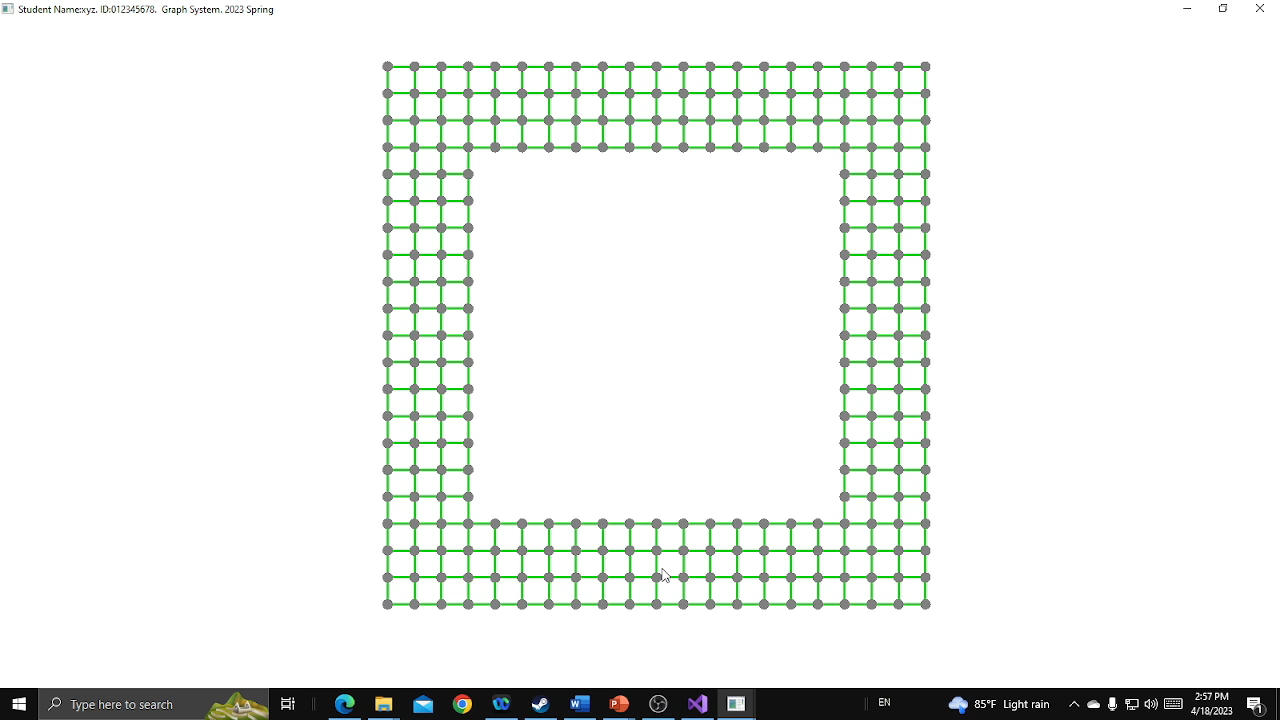 Student Name:xyz. ID:012345678. Graph System. 2023 Spring
Type here to search
EN
85°F Light rain
2:57 PM
4/18/2023
1